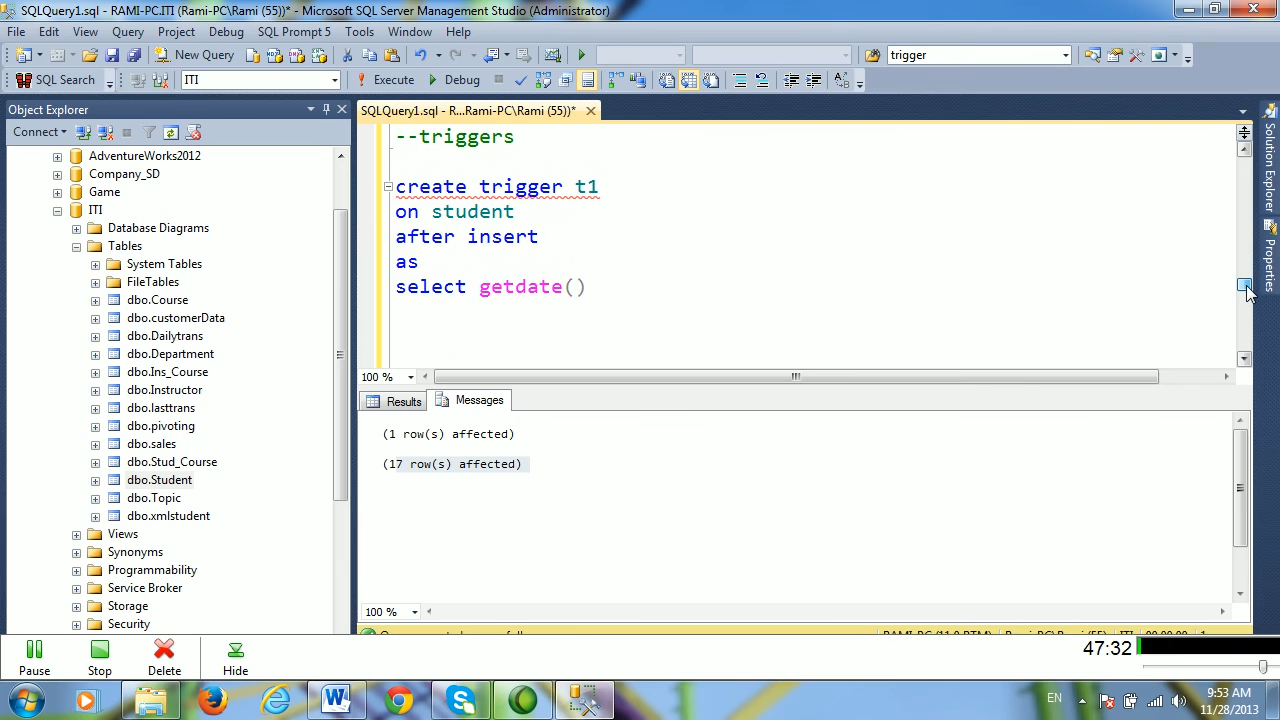 SQLQuery1.sql - RAMI-PC.ITI (Rami-PC\Rami (55))* - Microsoft SQL Server Management Studio (Administrator)
File Edit View Query Project Debug SQL Prompt 5 Tools Window Help
New Query trigger
SQL Search ITI Execute Debug
Object Explorer
Connect
AdventureWorks2012
Company_SD
Game
ITI
Database Diagrams
Tables
System Tables
FileTables
dbo.Course
dbo.customerData
dbo.Dailytrans
dbo.Department
dbo.Ins_Course
dbo.Instructor
dbo.lasttrans
dbo.pivoting
dbo.sales
dbo.Stud_Course
dbo.Student
dbo.Topic
dbo.xmlstudent
Views
Synonyms
Programmability
Service Broker
Storage
Security
SQLQuery1.sql - R...Rami-PC\Rami (55))*
--triggers
create trigger t1
on student
after insert
as
select getdate()
100 %
Results Messages
(1 row(s) affected)
(17 row(s) affected)
100 %
Solution Explorer
Properties
Pause Stop Delete Hide
47:32
EN
9:53 AM
11/28/2013